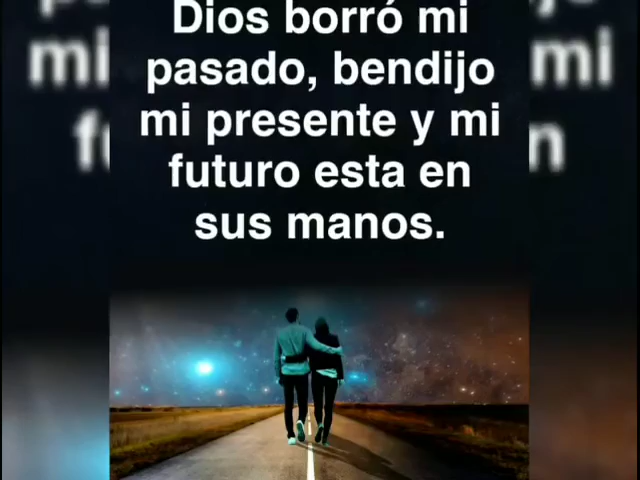 Dios borró mi
pasado, bendijo
mi presente y mi
futuro esta en
sus manos.